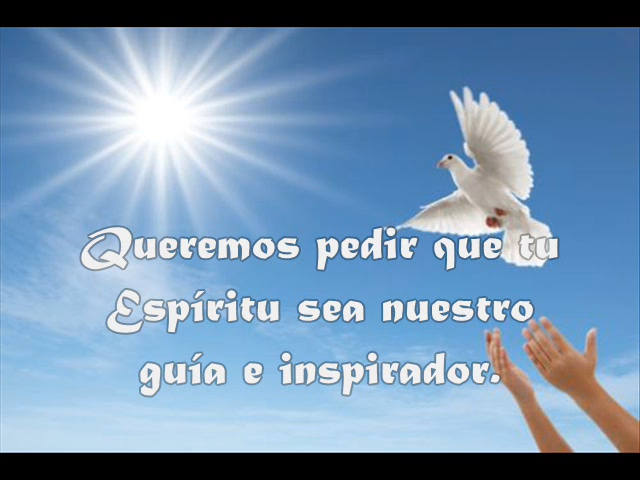 Queremos pedir que tu
Espíritu sea nuestro
guía e inspirador.